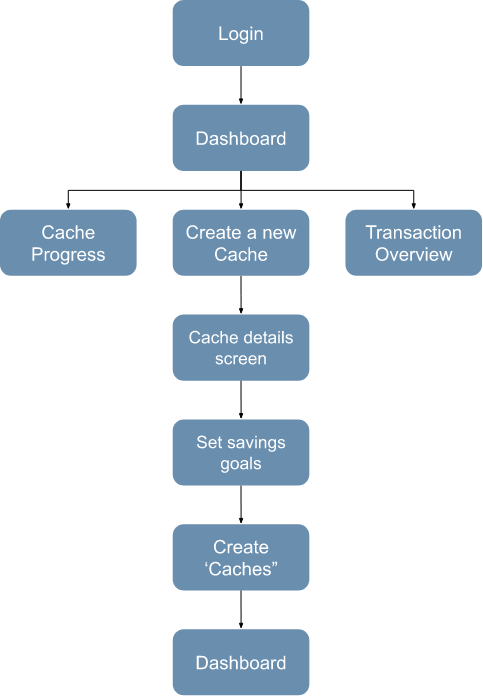 Login
Dashboard
Cache
Progress
Create a new
Cache
Transaction
Overview
Cache details
screen
Set savings
goals
Create
‘Caches”
Dashboard